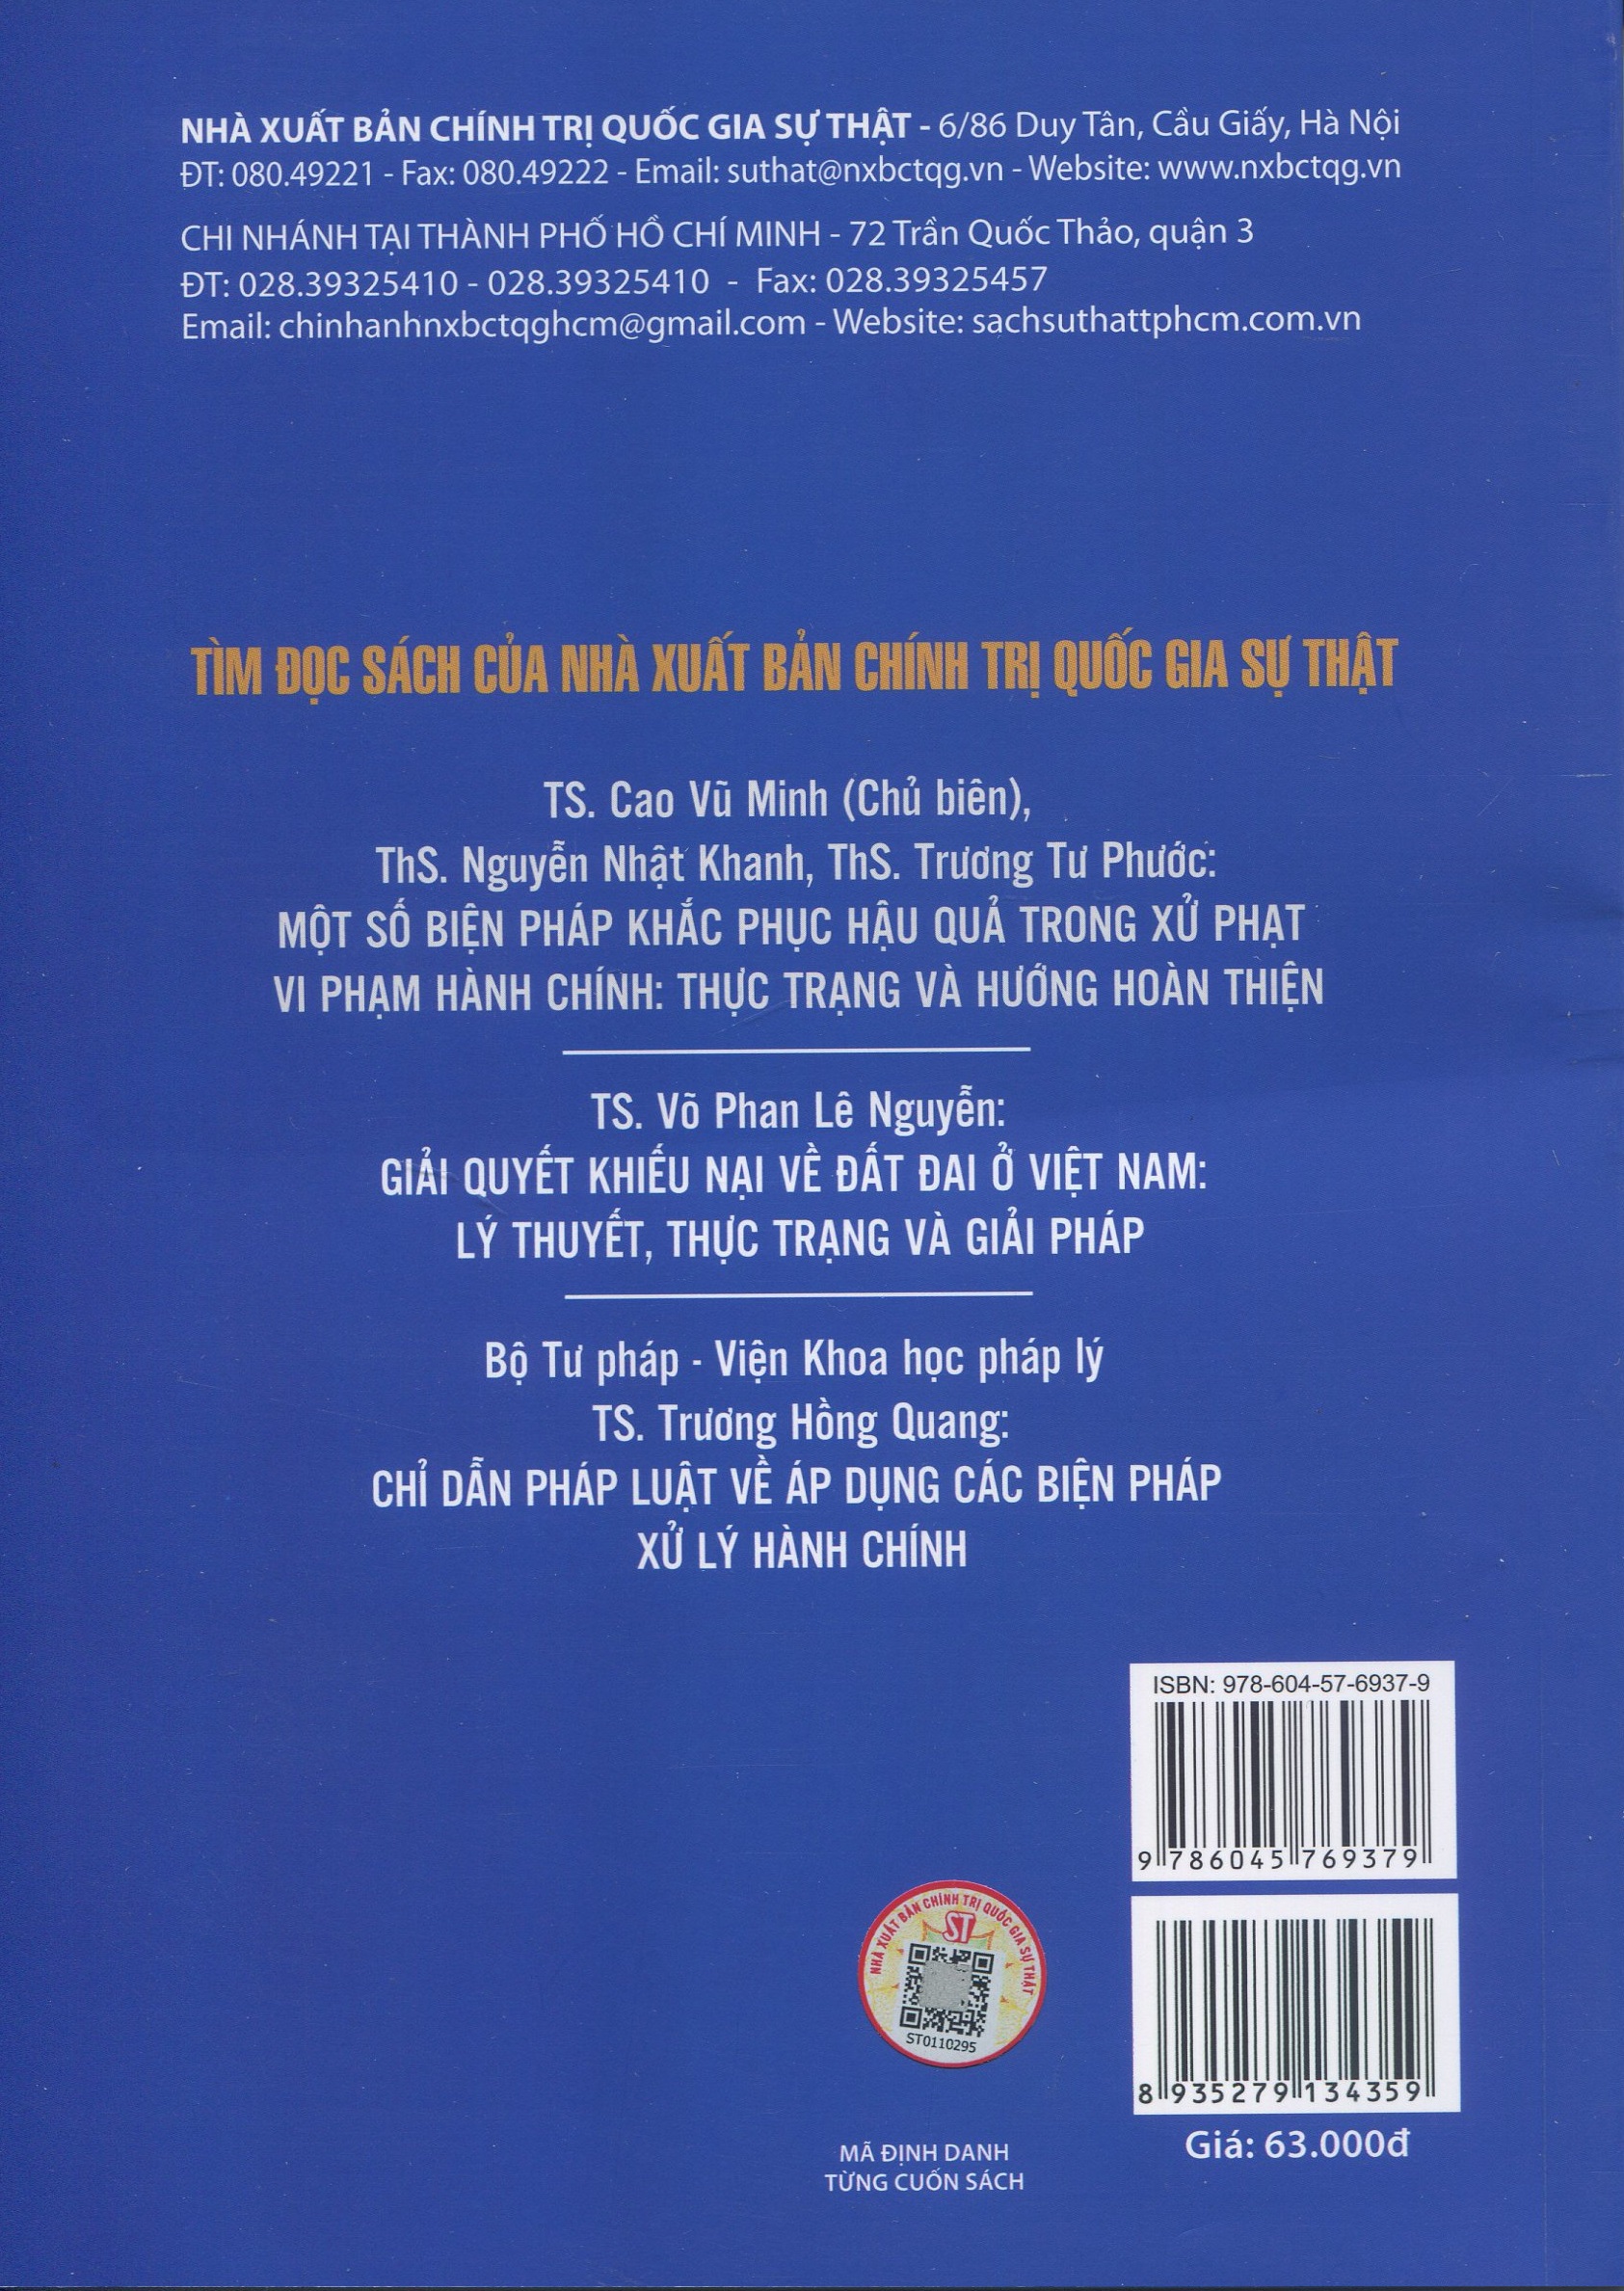 NHÀ XUẤT BẢN CHÍNH TRỊ QUỐC GIA SỰ THẬT - 6/86 Duy Tân, Cầu Giấy, Hà Nội
ĐT: 080.49221 - Fax: 080.49222 - Email: suthat@nxbctqg.vn - Website: www.nxbctqg.vn
CHI NHÁNH TẠI THÀNH PHỐ HỒ CHÍ MINH - 72 Trần Quốc Thảo, quận 3
ĐT: 028.39325410 - 028.39325410 - Fax: 028.39325457
Email: chinhanhnxbctqghcm@gmail.com - Website: sachsuthattphcm.com.vn
TÌM ĐỌC SÁCH CỦA NHÀ XUẤT BẢN CHÍNH TRỊ QUỐC GIA SỰ THẬT
TS. Cao Vũ Minh (Chủ biên),
ThS. Nguyễn Nhật Khanh, ThS. Trương Tư Phước:
MỘT SỐ BIỆN PHÁP KHẮC PHỤC HẬU QUẢ TRONG XỬ PHẠT
VI PHẠM HÀNH CHÍNH: THỰC TRẠNG VÀ HƯỚNG HOÀN THIỆN
TS. Võ Phan Lê Nguyễn:
GIẢI QUYẾT KHIẾU NẠI VỀ ĐẤT ĐAI Ở VIỆT NAM:
LÝ THUYẾT, THỰC TRẠNG VÀ GIẢI PHÁP
Bộ Tư pháp - Viện Khoa học pháp lý
TS. Trương Hồng Quang:
CHỈ DẪN PHÁP LUẬT VỀ ÁP DỤNG CÁC BIỆN PHÁP
XỬ LÝ HÀNH CHÍNH
ISBN: 978-604-57-6937-9
9 786045 769379
NHÀ XUẤT BẢN CHÍNH TRỊ QUỐC GIA SỰ THẬT
ST
ST0110295
8 935279 134359
Giá: 63.000đ
MÃ ĐỊNH DANH
TỪNG CUỐN SÁCH